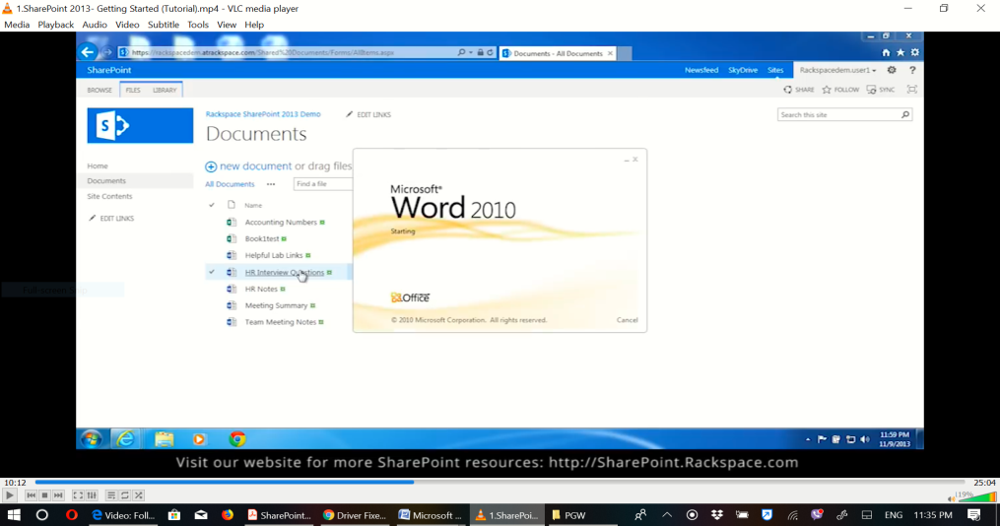 1.SharePoint 2013- Getting Started (Tutorial).mp4 - VLC media player
Media Playback Audio Video Subtitle Tools View Help
https://rackspacedem.atrackspace.com/Shared%20Documents/Forms/AllItems.aspx
Documents - All Documents
SharePoint
Newsfeed SkyDrive Sites Rackspacedem.user1 ?
BROWSE FILES LIBRARY
SHARE FOLLOW SYNC
S
Rackspace SharePoint 2013 Demo
EDIT LINKS
Search this site
Documents
Home
Documents
Site Contents
EDIT LINKS
new document or drag files
All Documents ... Find a file
Name
Accounting Numbers
Book1test
Helpful Lab Links
HR Interview Questions
HR Notes
Meeting Summary
Team Meeting Notes
Microsoft®
Word 2010
Starting
Office
© 2010 Microsoft Corporation. All rights reserved.
Cancel
11:59 PM
11/9/2013
Visit our website for more SharePoint resources: http://SharePoint.Rackspace.com
10:12
25:04
119%
Video: Foll...
SharePoint...
Driver Fixe...
Microsoft ...
1.SharePoi...
PGW
ENG
11:35 PM